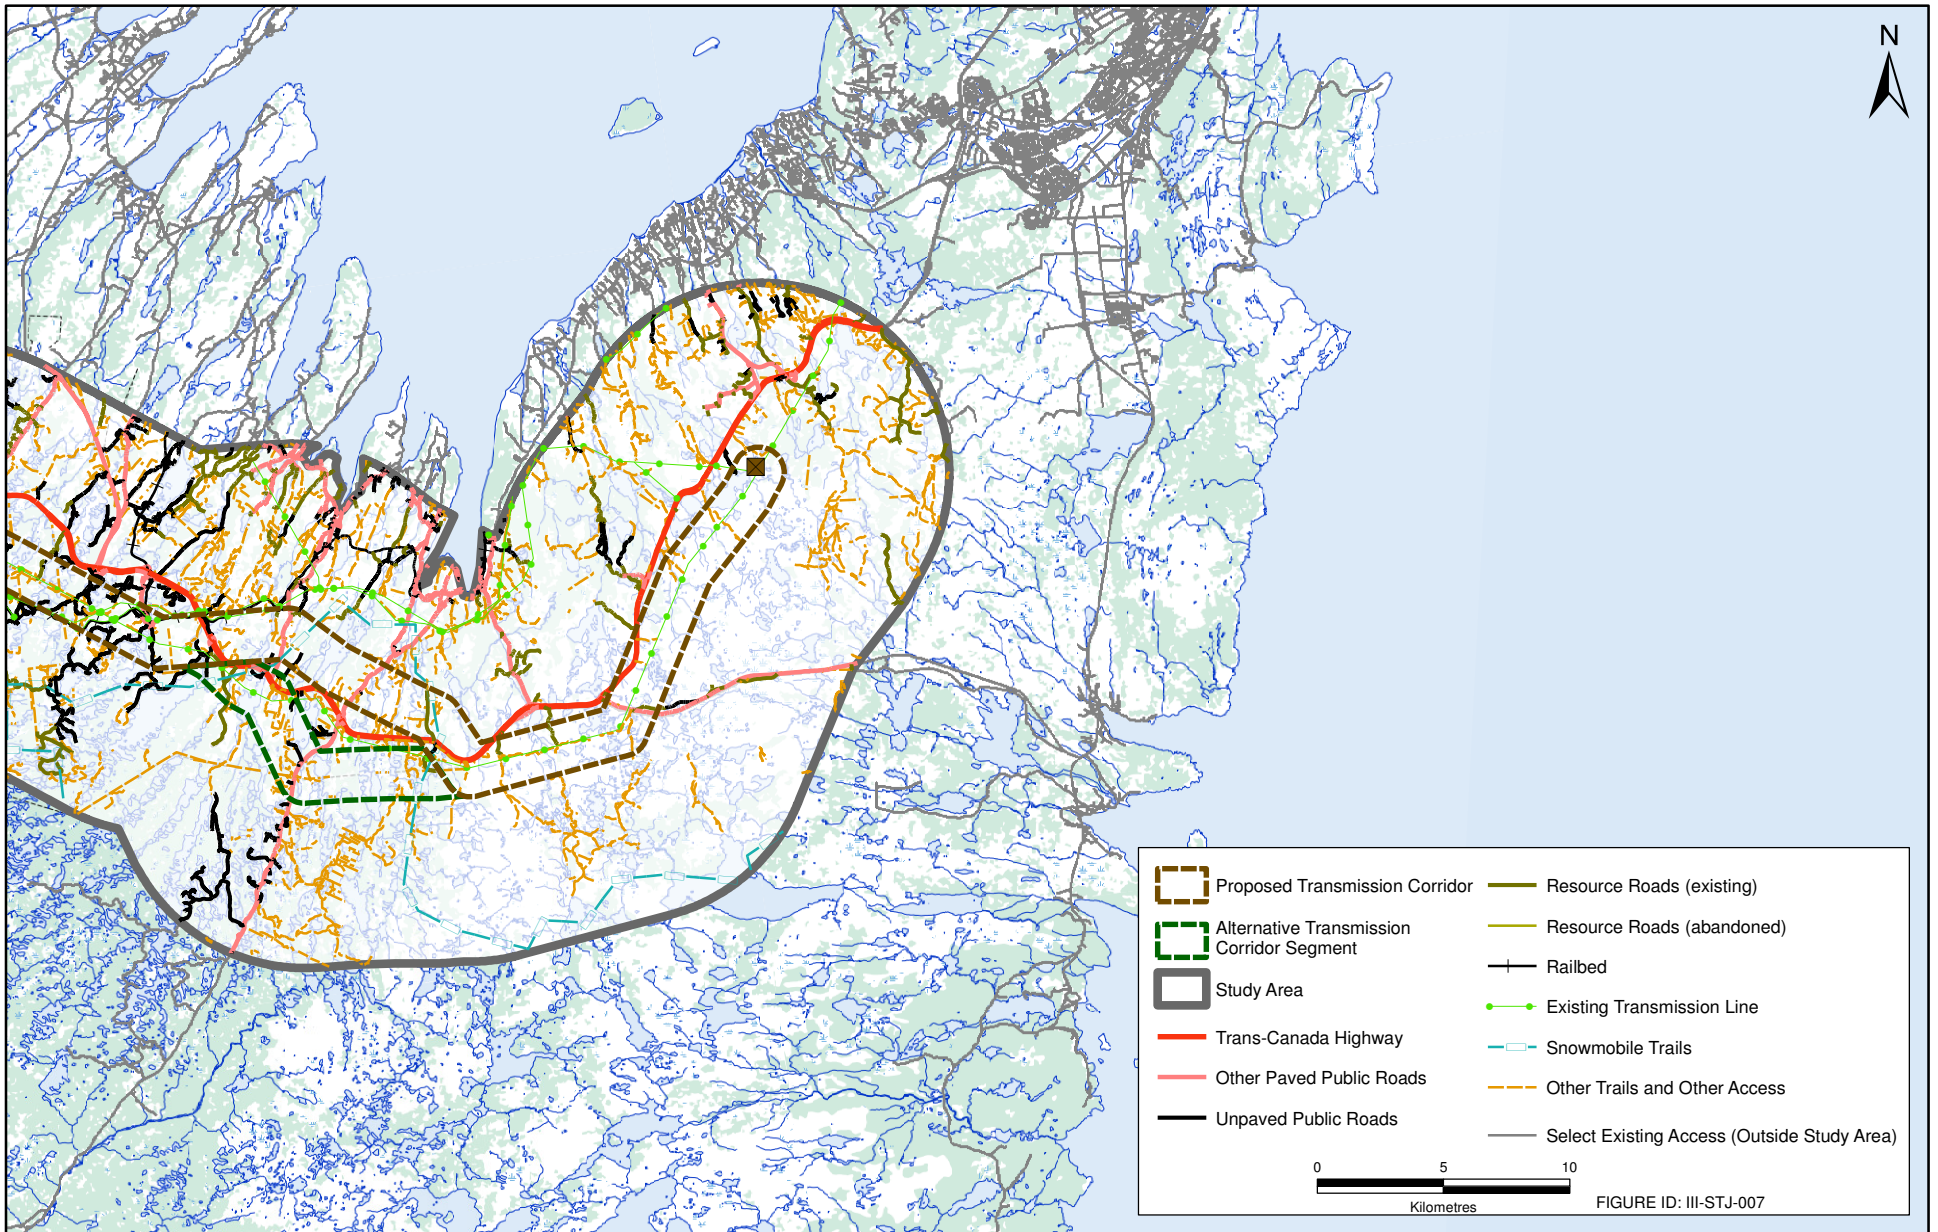 N
Proposed Transmission Corridor
Alternative Transmission
Corridor Segment
Study Area
Trans-Canada Highway
Other Paved Public Roads
Unpaved Public Roads
Resource Roads (existing)
Resource Roads (abandoned)
Railbed
Existing Transmission Line
Snowmobile Trails
Other Trails and Other Access
Select Existing Access (Outside Study Area)
0 5 10
Kilometres
FIGURE ID: III-STJ-007